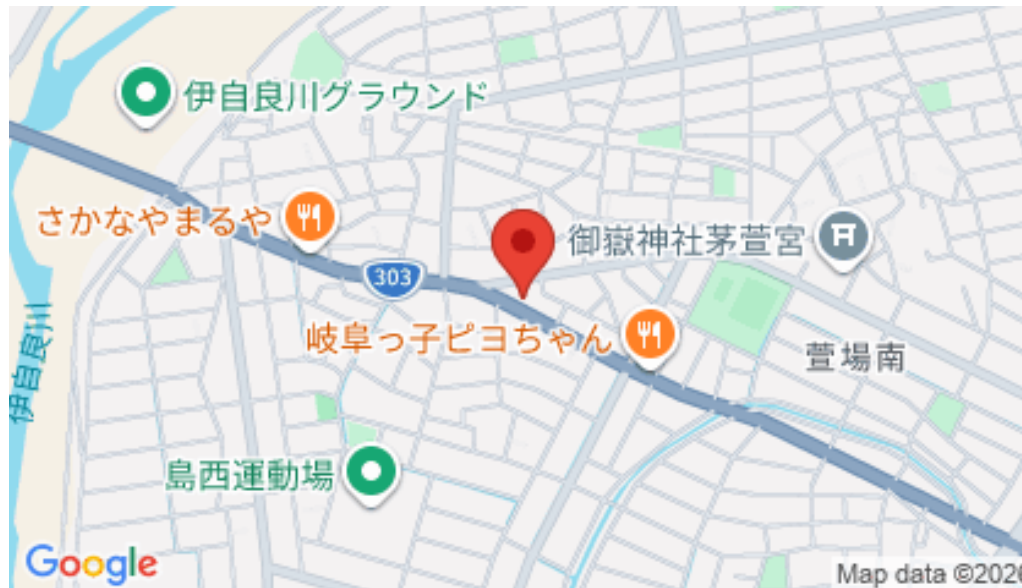 伊自良川グラウンド
さかなやまるや
御嶽神社茅萱宮
303
岐阜っ子ピヨちゃん
萱場南
伊自良川
島西運動場
Google
Map data ©2026